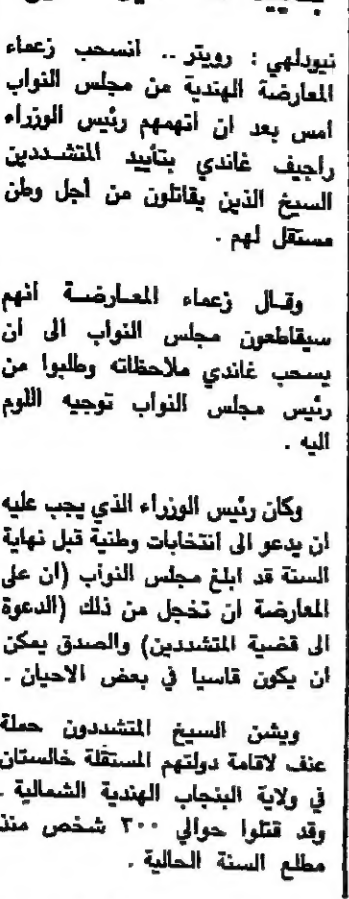 نيودلهي : رويتر .. انسحب زعماء
المعارضة الهندية من مجلس النواب
امس بعد ان اتهمهم رئيس الوزراء
راجيف غاندي بتأييد المتشددين
السيخ الذين يقاتلون من أجل وطن
مستقل لهم .
وقال زعماء المعارضة انهم
سيقاطعون مجلس النواب الى ان
يسحب غاندي ملاحظاته وطلبوا من
رئيس مجلس النواب توجيه اللوم
اليه .
وكان رئيس الوزراء الذي يجب عليه
ان يدعو الى انتخابات وطنية قبل نهاية
السنة قد ابلغ مجلس النواب (ان على
المعارضة ان تخجل من ذلك (الدعوة
الى قضية المتشددين) والصدق يمكن
أن يكون قاسيا في بعض الاحيان .
ويشن السيخ المتشددون حملة
عنف لاقامة دولتهم المستقلة خالستان
في ولاية البنجاب الهندية الشمالية .
وقد قتلوا حوالي ٣٠٠ شخص منذ
مطلع السنة الحالية .